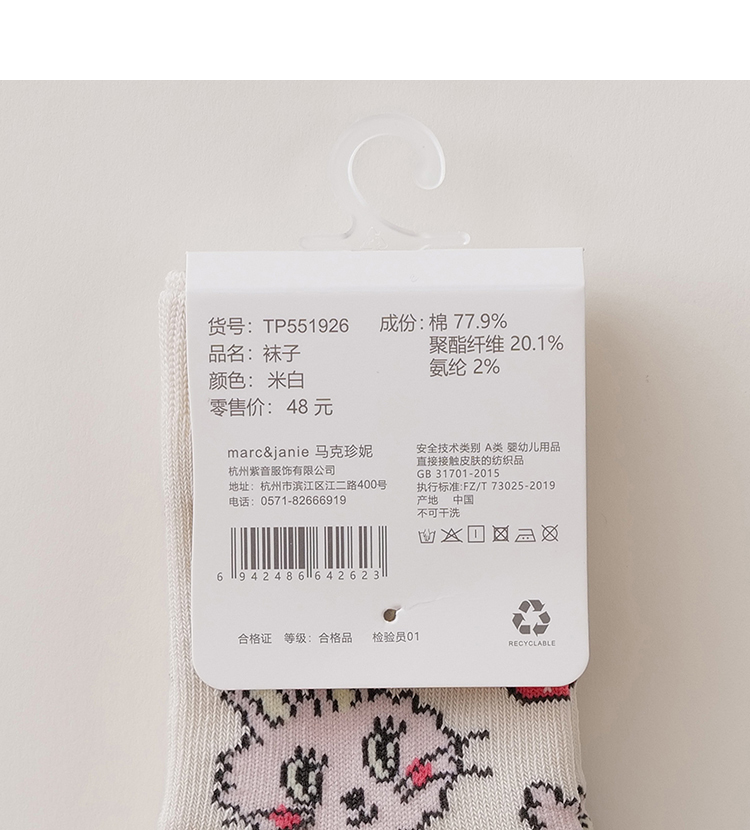 货号：TP551926
品名：袜子
颜色：米白
零售价：48 元
成份：棉 77.9%
聚酯纤维 20.1%
氨纶 2%
marc&janie 马克珍妮
杭州紫音服饰有限公司
地址：杭州市滨江区江二路400号
电话：0571-82666919
安全技术类别 A类 婴幼儿用品
直接接触皮肤的纺织品
GB 31701-2015
执行标准:FZ/T 73025-2019
产地 中国
不可干洗
6 942486 642623
合格证 等级：合格品 检验员01
RECYCLABLE